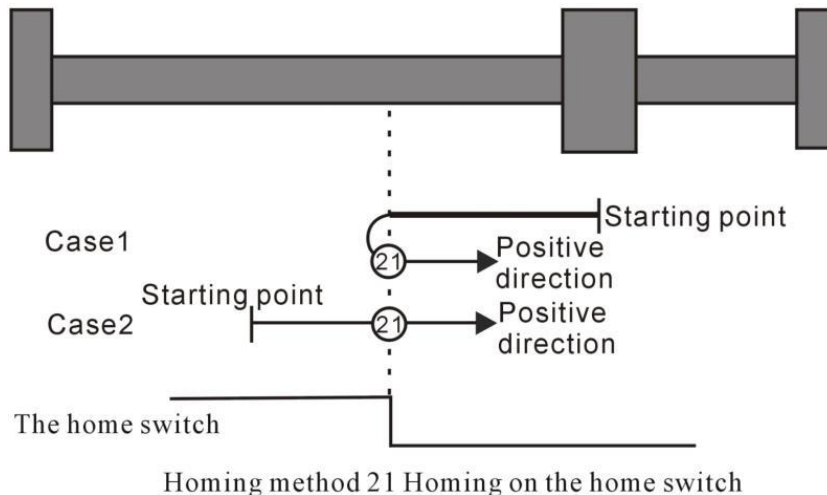 Starting point
Case1
21
Positive
direction
Starting point
Case2
21
Positive
direction
The home switch
Homing method 21 Homing on the home switch